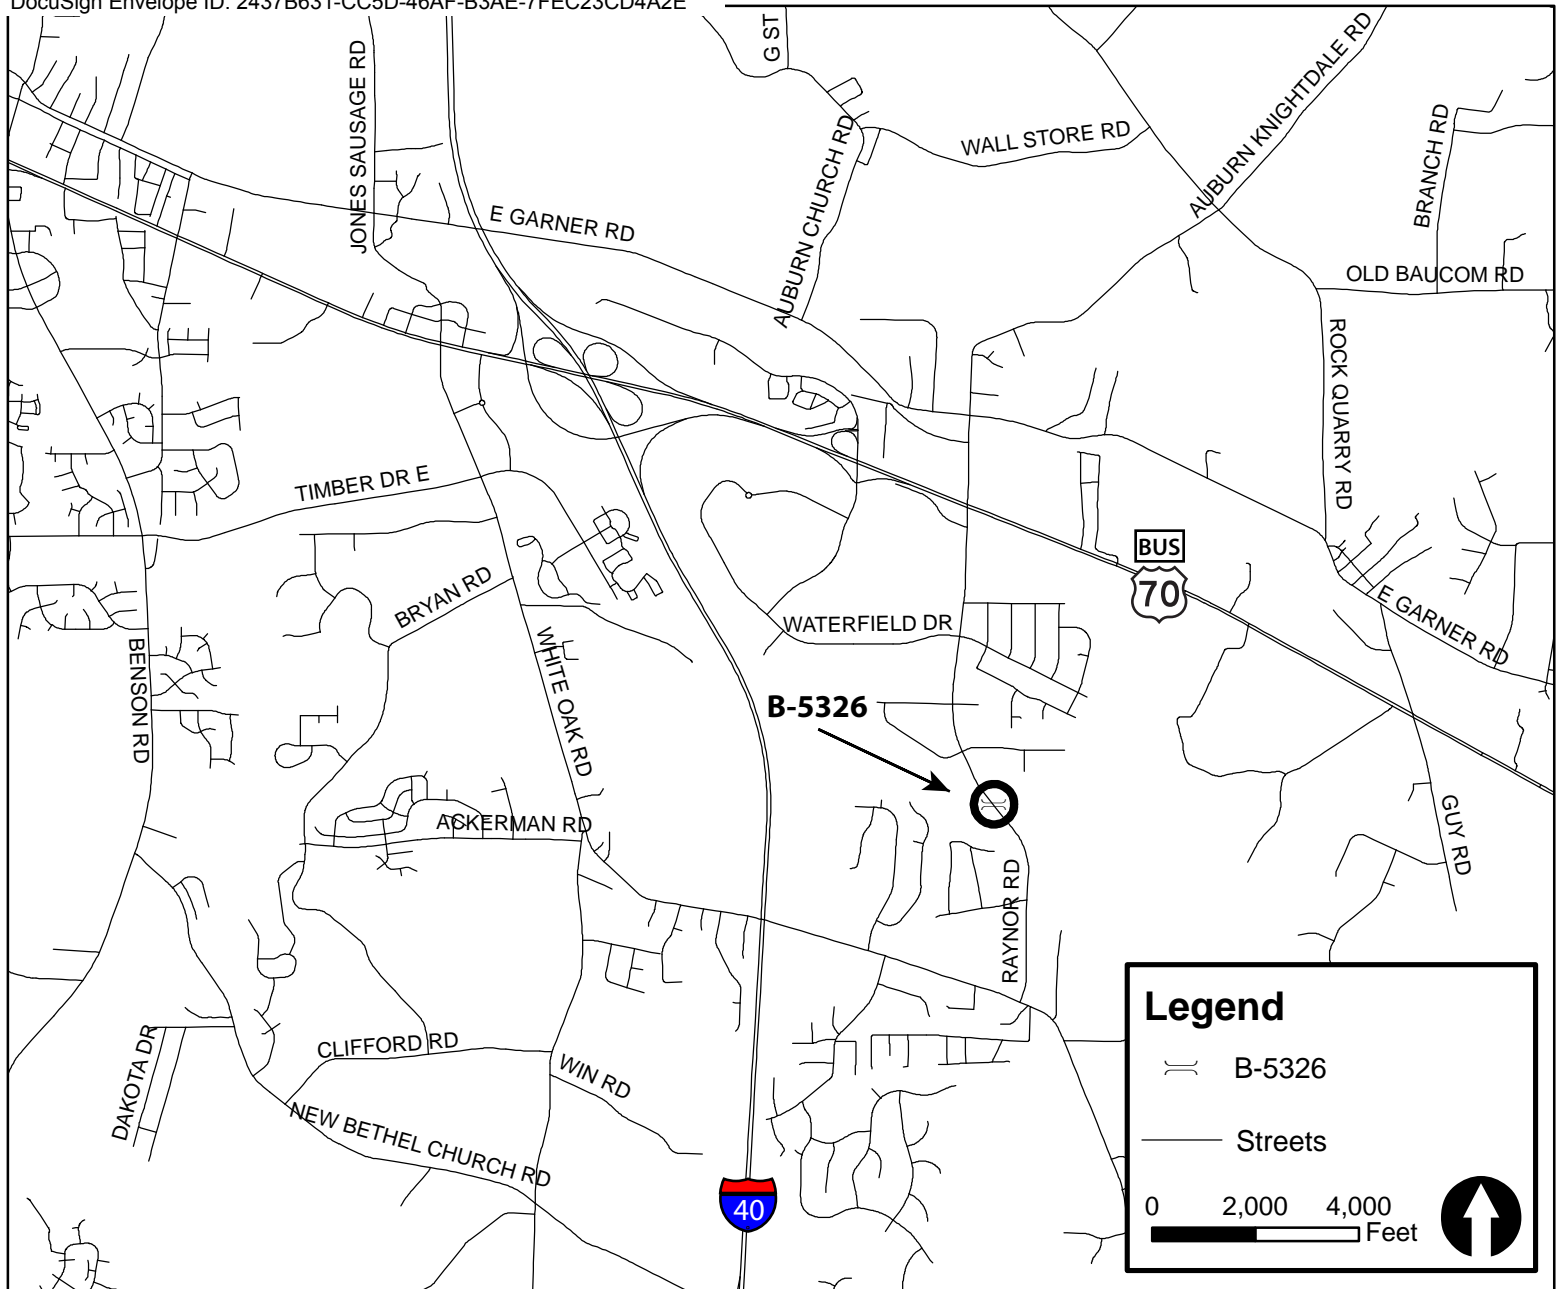 DocuSign Envelope ID: 2437B631-CC5D-46AF-B3AE-7FEC23CD4A2E
G ST
JONES SAUSAGE RD
AUBURN KNIGHTDALE RD
WALL STORE RD
BRANCH RD
AUBURN CHURCH RD
E GARNER RD
OLD BAUCOM RD
ROCK QUARRY RD
TIMBER DR E
BUS
70
BRYAN RD
E GARNER RD
WATERFIELD DR
WHITE OAK RD
BENSON RD
B-5326
GUY RD
ACKERMAN RD
RAYNOR RD
DAKOTA DR
CLIFFORD RD
WIN RD
NEW BETHEL CHURCH RD
40
Legend
B-5326
Streets
0 2,000 4,000
Feet